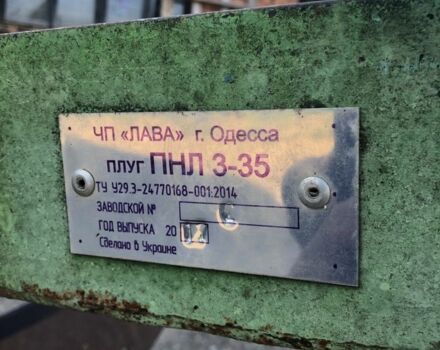 ЧП «ЛАВА» г. Одесса
ПЛУГ ПНЛ 3-35
ТУ У29.3-24770168-001:2014
ЗАВОДСКОЙ №
ГОД ВЫПУСКА 20
Сделано в Украине